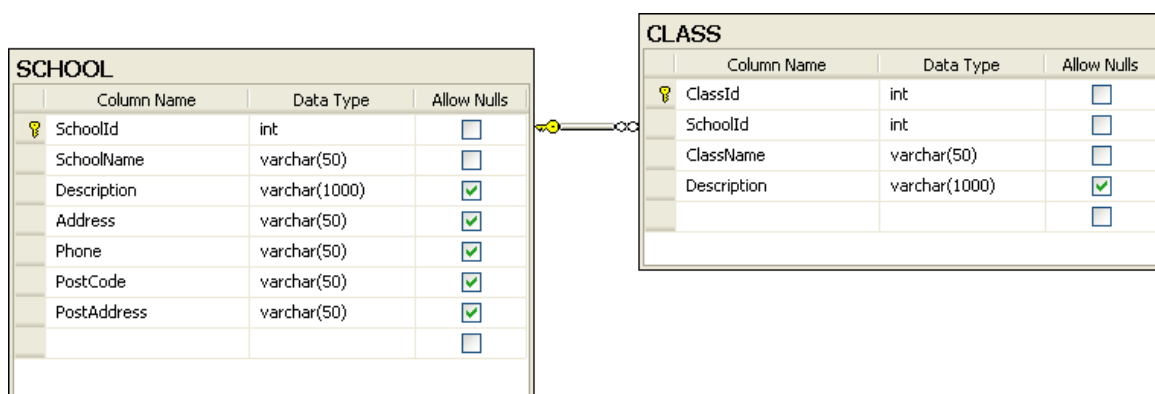 SCHOOL
Column Name Data Type Allow Nulls
SchoolId int
SchoolName varchar(50)
Description varchar(1000)
Address varchar(50)
Phone varchar(50)
PostCode varchar(50)
PostAddress varchar(50)
CLASS
Column Name Data Type Allow Nulls
ClassId int
SchoolId int
ClassName varchar(50)
Description varchar(1000)